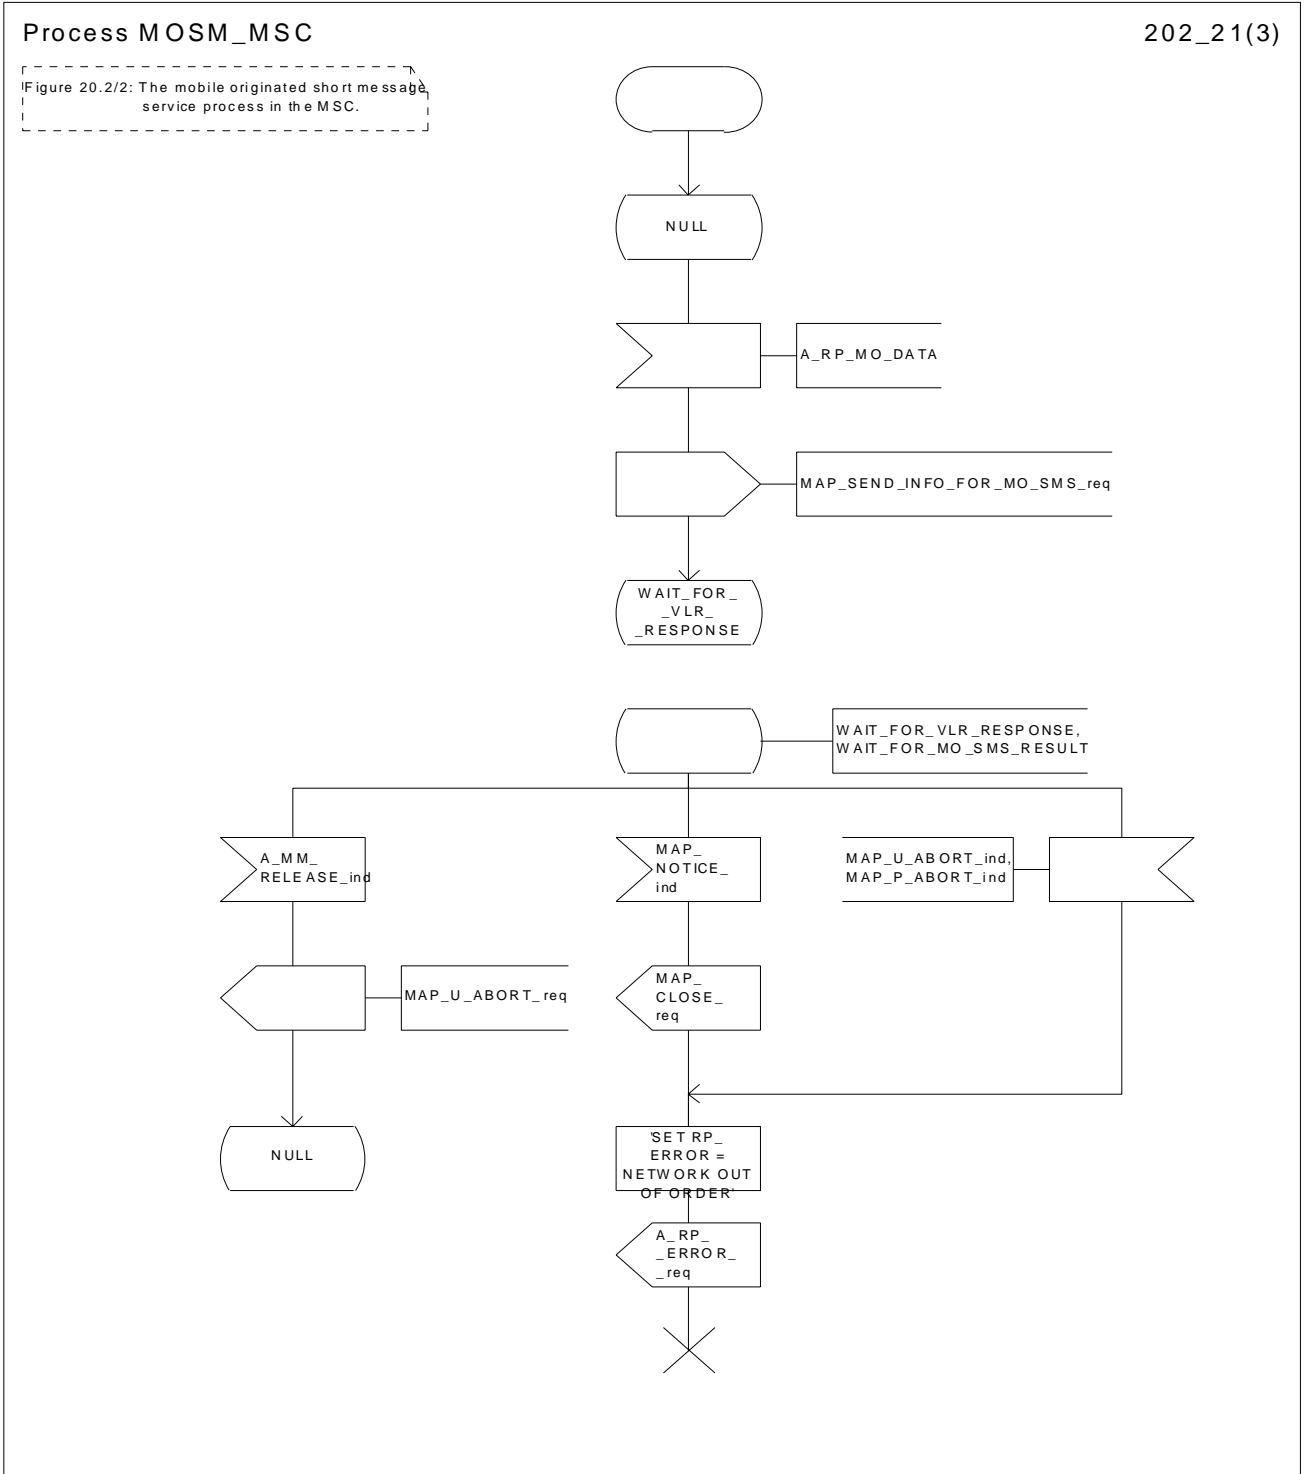 Process MOSM_MSC
202_21(3)
Figure 20.2/2: The mobile originated short message
service process in the MSC.
NULL
A_RP_MO_DATA
MAP_SEND_INFO_FOR_MO_SMS_req
WAIT_FOR_
_VLR_
_RESPONSE
WAIT_FOR_VLR_RESPONSE,
WAIT_FOR_MO_SMS_RESULT
A_MM_
RELEASE_ind
MAP_
NOTICE_
ind
MAP_U_ABORT_ind,
MAP_P_ABORT_ind
MAP_U_ABORT_req
MAP_
CLOSE_
req
NULL
'SET RP_
ERROR =
NETWORK OUT
OF ORDER'
A_RP_
_ERROR_
_req